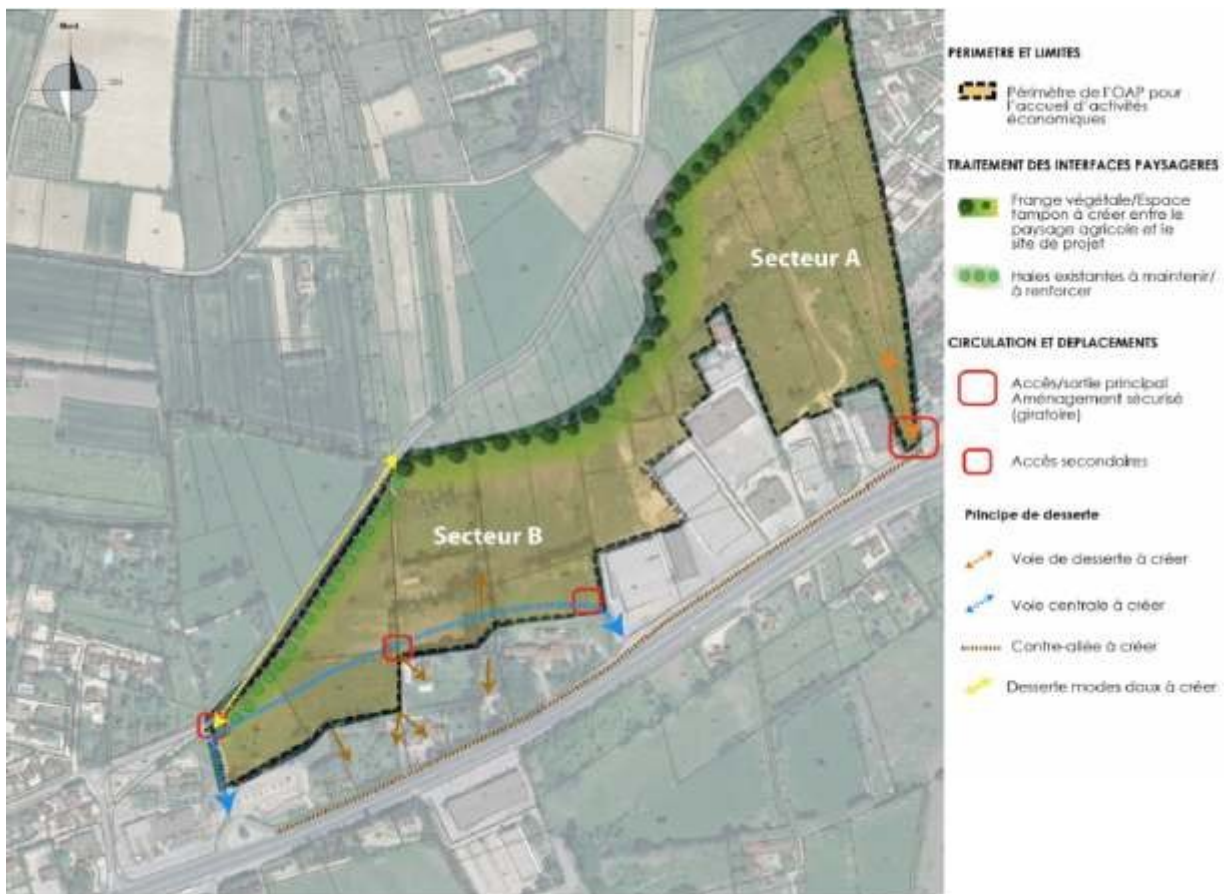 Nord
Secteur A
Secteur B
PERIMETRE ET LIMITES
Périmètre de l'OAP pour
l'accueil d'activités
économiques
TRAITEMENT DES INTERFACES PAYSAGERES
Frange végétale/Espace
tampon à créer entre le
paysage agricole et le
site de projet
Haies existantes à maintenir/
à renforcer
CIRCULATION ET DEPLACEMENTS
Accès/sortie principal
Aménagement sécurisé
(giratoire)
Accès secondaires
Principe de desserte
Voie de desserte à créer
Voie centrale à créer
Contre-allée à créer
Desserte modes doux à créer